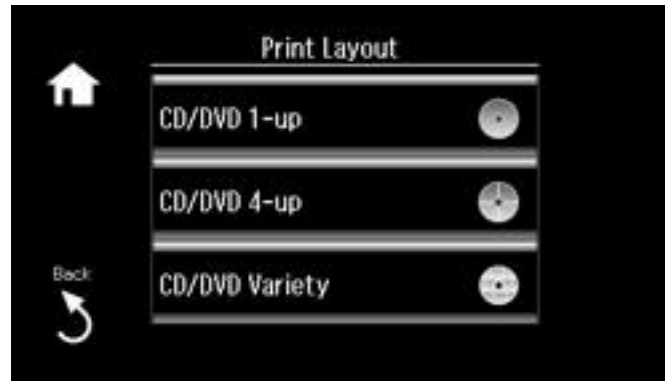 Print Layout
CD/DVD 1-up
CD/DVD 4-up
CD/DVD Variety
Back